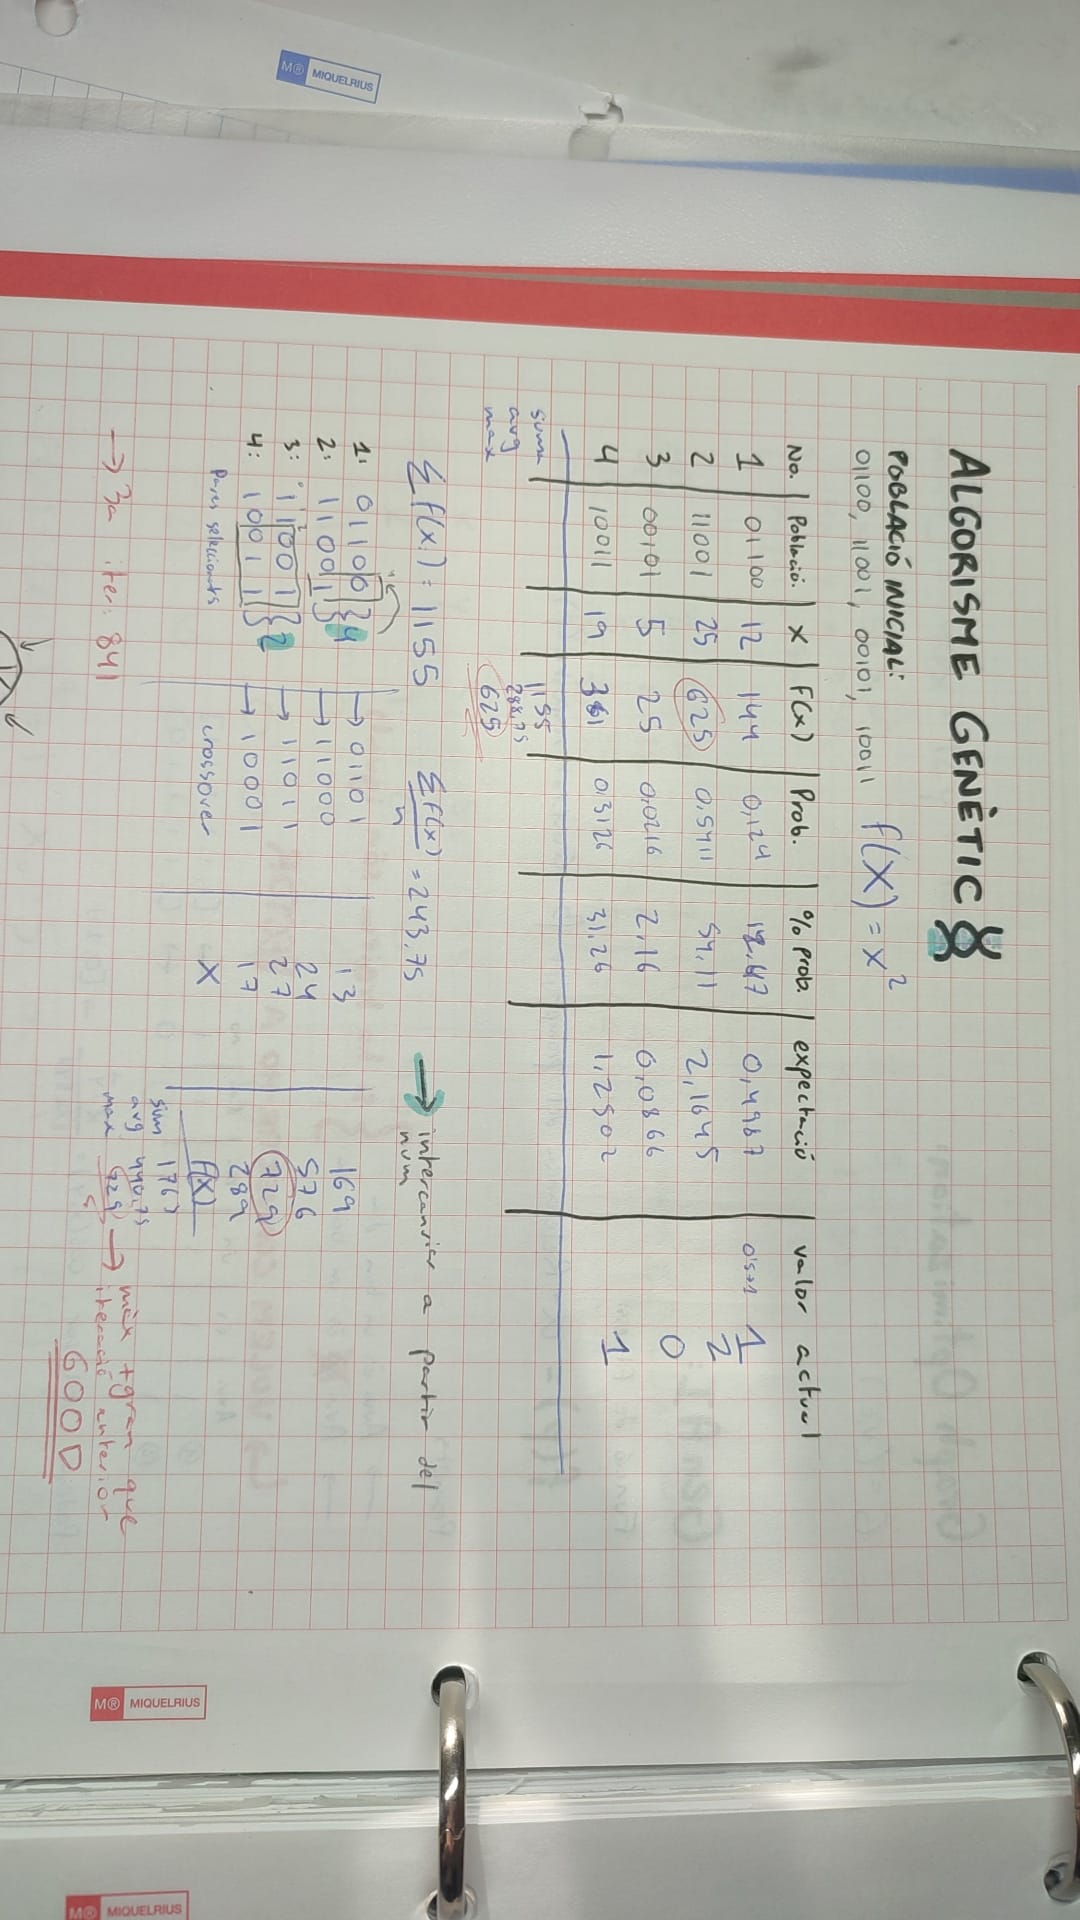 ALGORISME GENÈTIC
POBLACIÓ INICIAL:
01100, 11001, 00101, 10011 f(x) = x²
No. Població. X F(x) Prob. % prob. expectació valor actual
1 01100 12 144 0,124 12.47 0,4987 0's→1 1
2 11001 25 625 0,5411 54,11 2,1645 2
3 00101 5 25 0,0216 2,16 0,0866 0
4 10011 19 361 0,3126 31,26 1,2502 1
suma 1155
avg 288,75
max 625
Σ f(x) = 1155 Σf(x)/n = 243,75 → intercanviar a partir del num
1: 01100 4 → 01101 13 169
2: 11001 → 11000 24 576
3: 11001 2 → 11011 27 729
4: 10011 → 10001 17 289
Pares seleccionats crossover X F(X)
sum 1763
avg 440,75
max 729 → màx +gran que iteració anterior
GOOD
→ 3a iter: 841
M® MIQUELRIUS
M® MIQUELRIUS
M® MIQUELRIUS